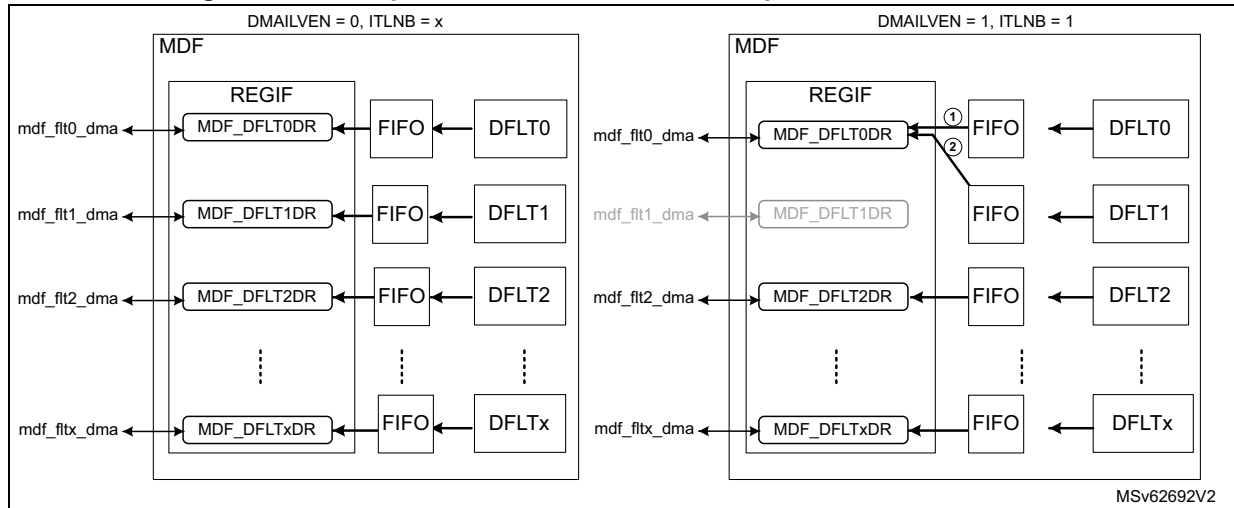 DMAILVEN = 0, ITLNB = x
MDF
REGIF
mdf_flt0_dma
MDF_DFLT0DR
FIFO
DFLT0
mdf_flt1_dma
MDF_DFLT1DR
FIFO
DFLT1
mdf_flt2_dma
MDF_DFLT2DR
FIFO
DFLT2
mdf_fltx_dma
MDF_DFLTxDR
FIFO
DFLTx
DMAILVEN = 1, ITLNB = 1
MDF
REGIF
mdf_flt0_dma
MDF_DFLT0DR
1
FIFO
DFLT0
2
mdf_flt1_dma
MDF_DFLT1DR
FIFO
DFLT1
mdf_flt2_dma
MDF_DFLT2DR
FIFO
DFLT2
mdf_fltx_dma
MDF_DFLTxDR
FIFO
DFLTx
MSv62692V2